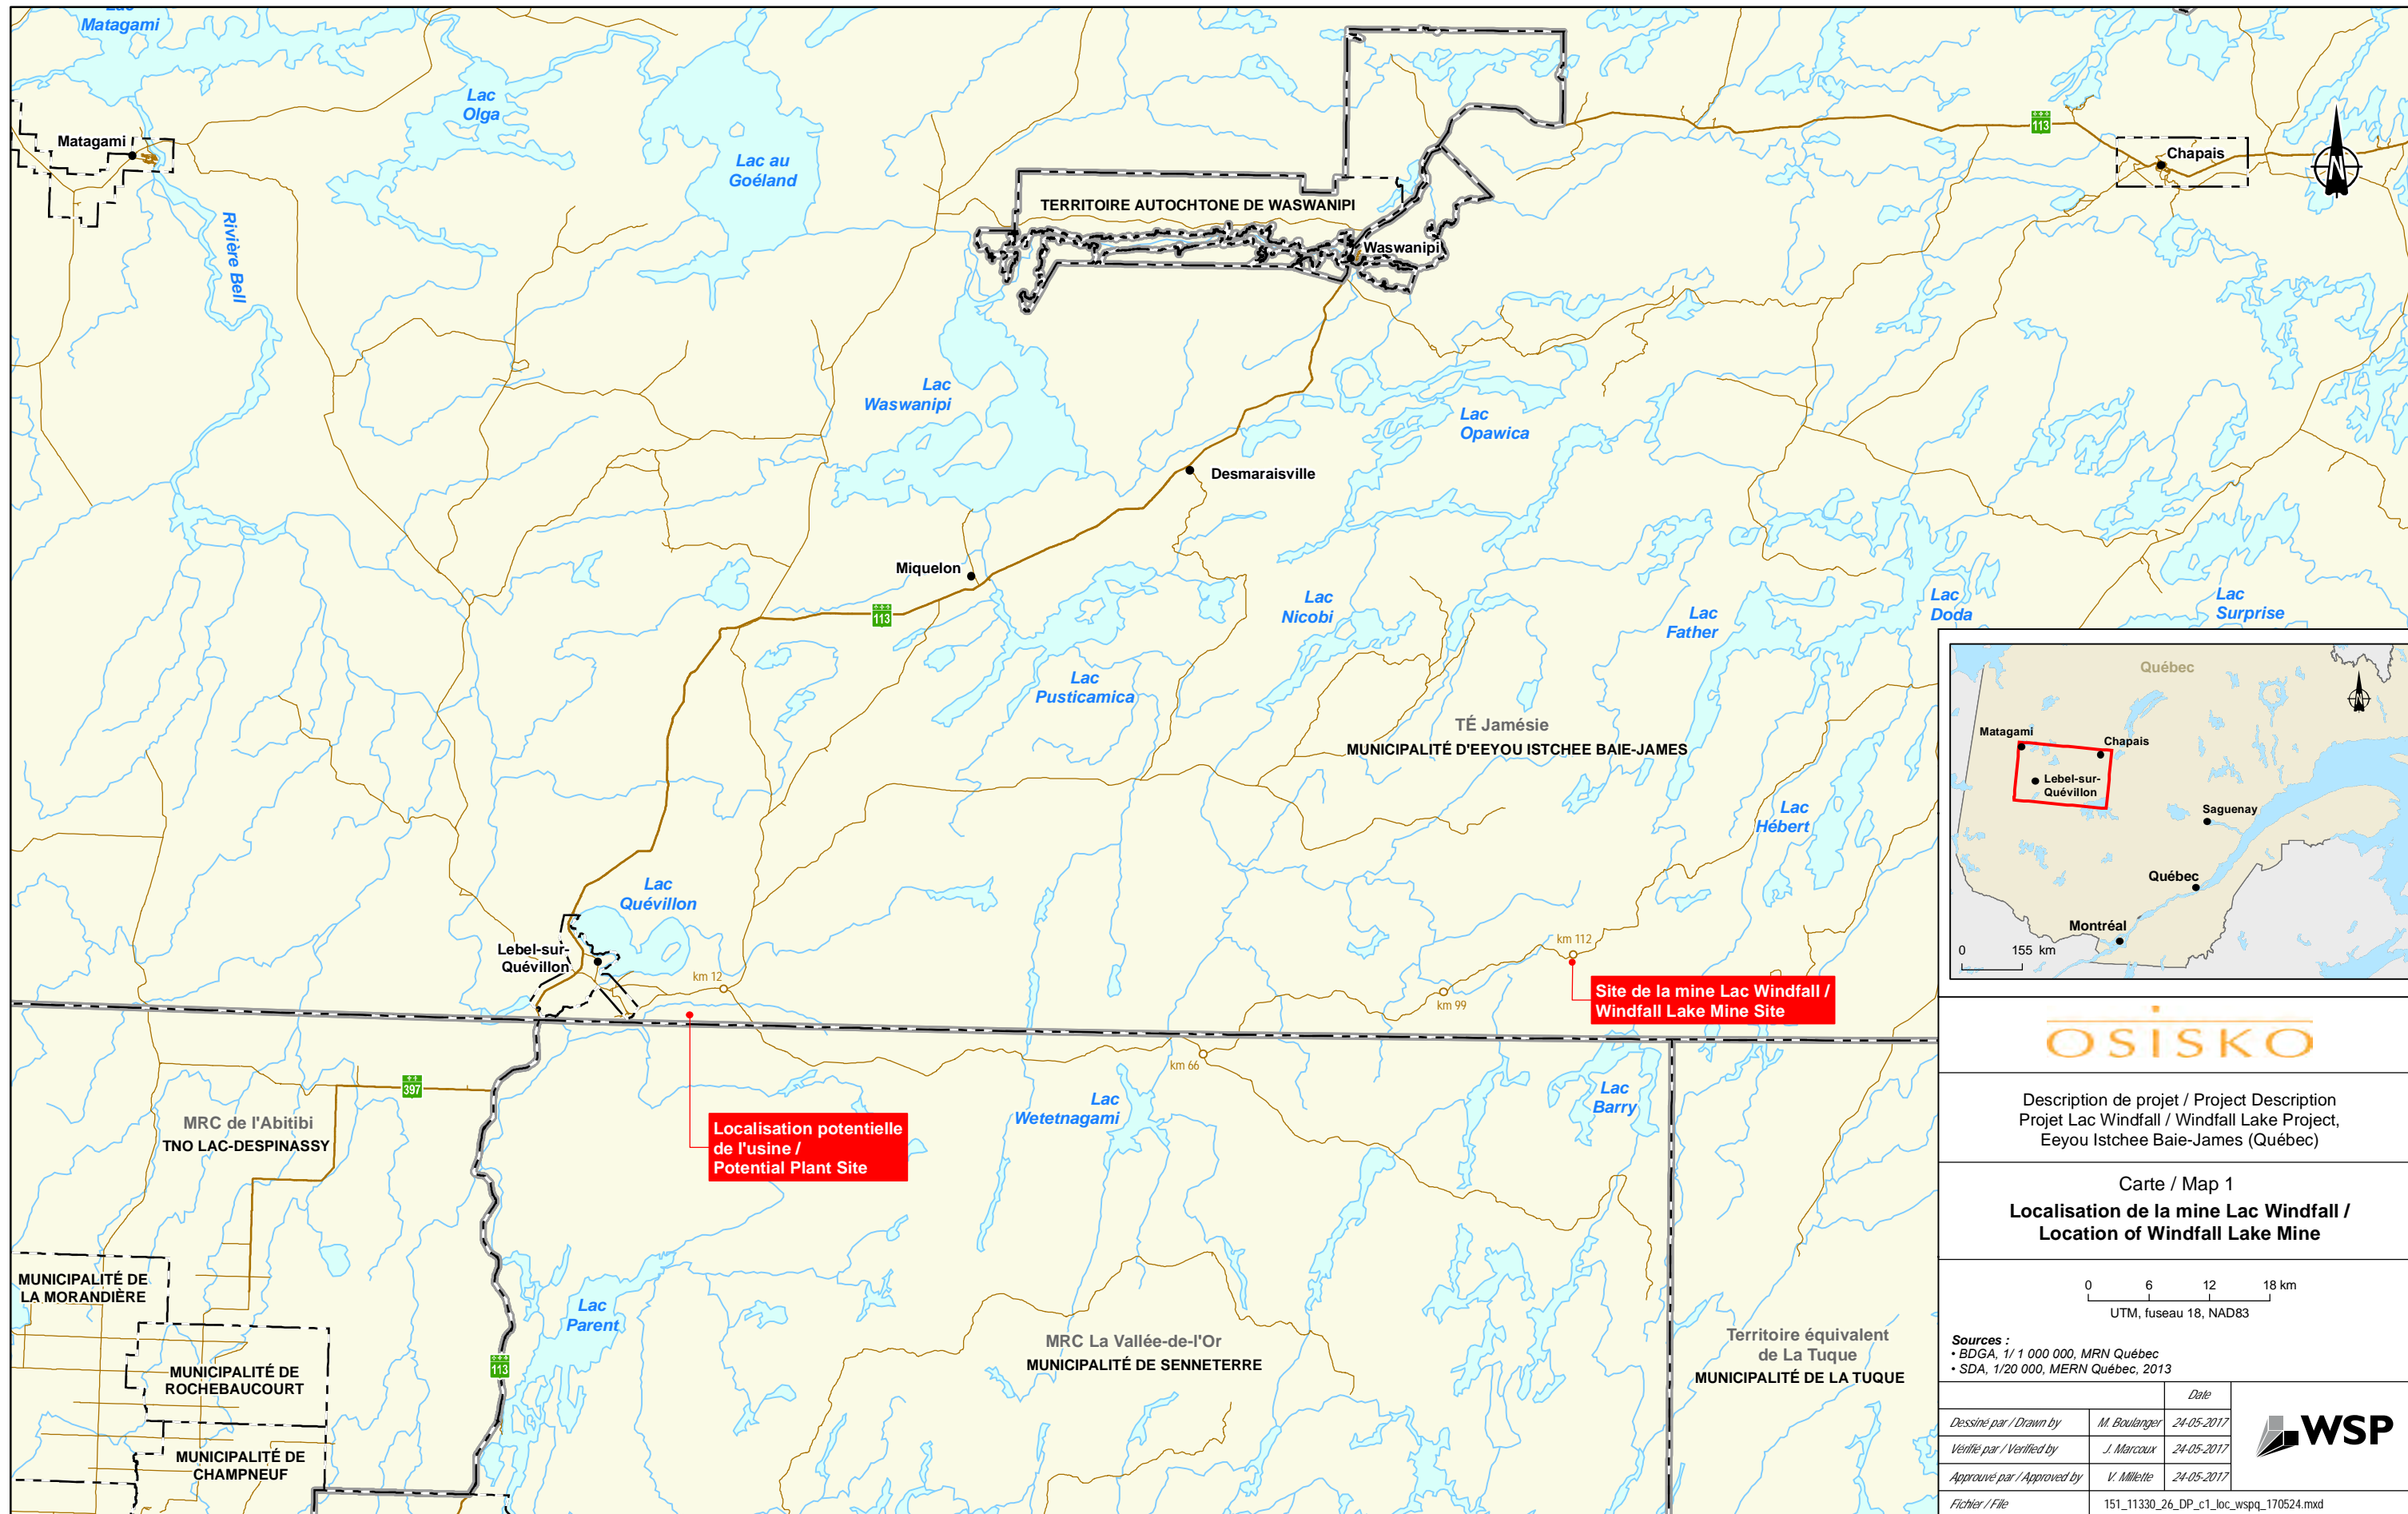 Lac
Matagami
Matagami
Lac
Olga
Rivière Bell
Lac au
Goéland
TERRITOIRE AUTOCHTONE DE WASWANIPI
Waswanipi
113
Chapais
N
Lac
Waswanipi
Lac
Opawica
Desmaraisville
Miquelon
113
Lac
Nicobi
Lac
Father
Lac
Doda
Lac
Surprise
Lac
Pusticamica
TÉ Jamésie
MUNICIPALITÉ D'EEYOU ISTCHEE BAIE-JAMES
Lac
Hébert
Lac
Quévillon
Lebel-sur-
Quévillon
km 12
km 112
km 99
km 66
Site de la mine Lac Windfall /
Windfall Lake Mine Site
397
MRC de l'Abitibi
TNO LAC-DESPINASSY
Localisation potentielle
de l'usine /
Potential Plant Site
Lac
Wetetnagami
Lac
Barry
MUNICIPALITÉ DE
LA MORANDIÈRE
Lac
Parent
MUNICIPALITÉ DE
ROCHEBAUCOURT
113
MRC La Vallée-de-l'Or
MUNICIPALITÉ DE SENNETERRE
Territoire équivalent
de La Tuque
MUNICIPALITÉ DE LA TUQUE
MUNICIPALITÉ DE
CHAMPNEUF
Québec
Matagami
Chapais
Lebel-sur-
Quévillon
Saguenay
Québec
Montréal
0 155 km
OSISKO
Description de projet / Project Description
Projet Lac Windfall / Windfall Lake Project,
Eeyou Istchee Baie-James (Québec)
Carte / Map 1
Localisation de la mine Lac Windfall /
Location of Windfall Lake Mine
0 6 12 18 km
UTM, fuseau 18, NAD83
Sources :
• BDGA, 1/ 1 000 000, MRN Québec
• SDA, 1/20 000, MERN Québec, 2013
Date
Dessiné par / Drawn by M. Boulanger 24-05-2017
Vérifié par / Verified by J. Marcoux 24-05-2017
Approuvé par / Approved by V. Millette 24-05-2017
WSP
Fichier / File 151_11330_26_DP_c1_loc_wspq_170524.mxd